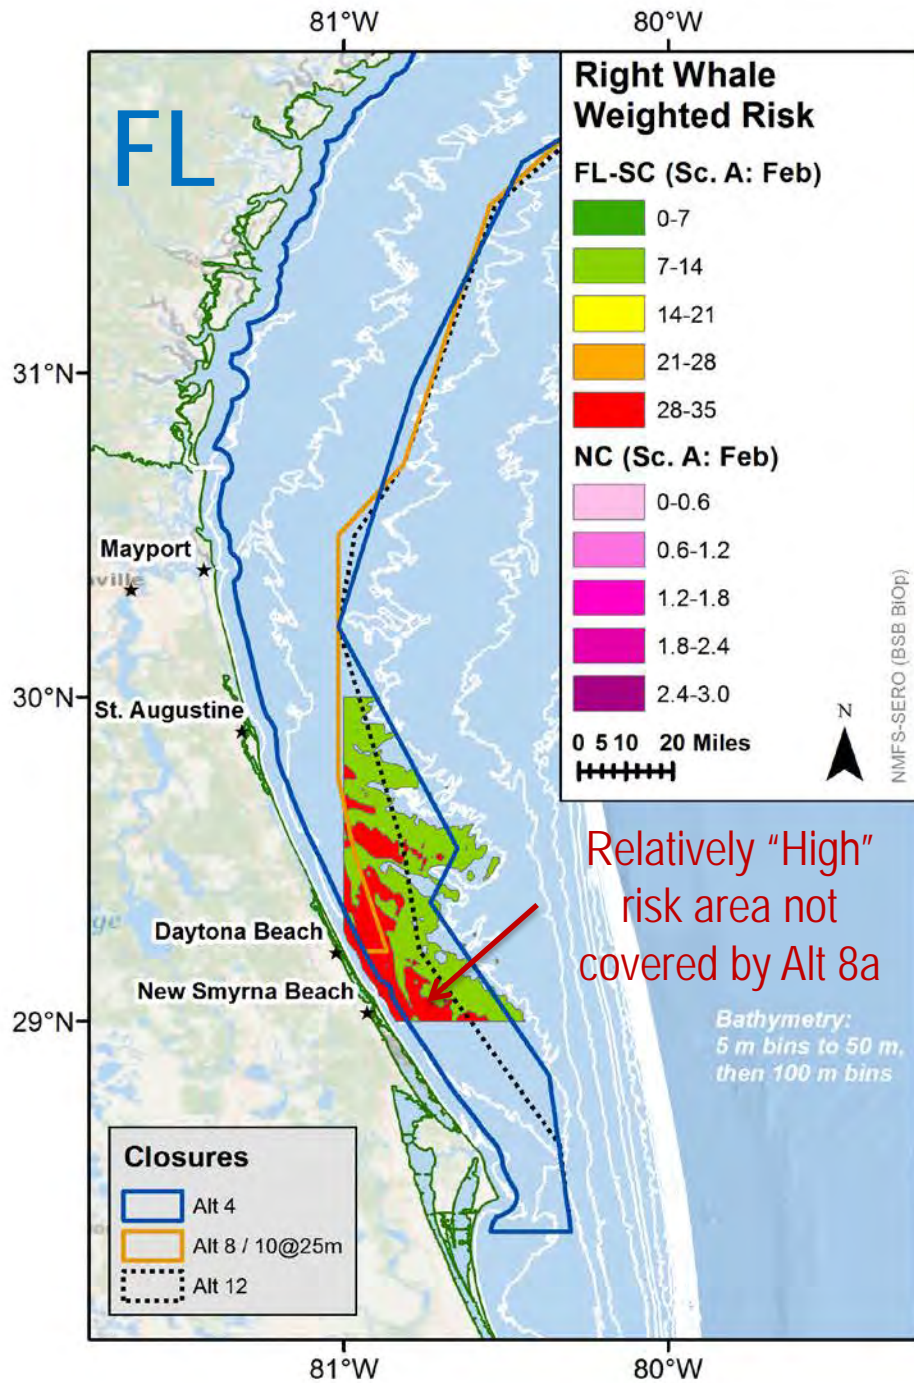 81°W
80°W
FL
Right Whale
Weighted Risk
FL-SC (Sc. A: Feb)
0-7
7-14
14-21
21-28
28-35
NC (Sc. A: Feb)
0-0.6
0.6-1.2
1.2-1.8
1.8-2.4
2.4-3.0
0 5 10 20 Miles
N
NMFS-SERO (BSB BiOp)
31°N
Mayport
ville
30°N
St. Augustine
Relatively “High”
risk area not
covered by Alt 8a
Daytona Beach
New Smyrna Beach
29°N
Bathymetry:
5 m bins to 50 m,
then 100 m bins
Closures
Alt 4
Alt 8 / 10@25m
Alt 12
81°W
80°W